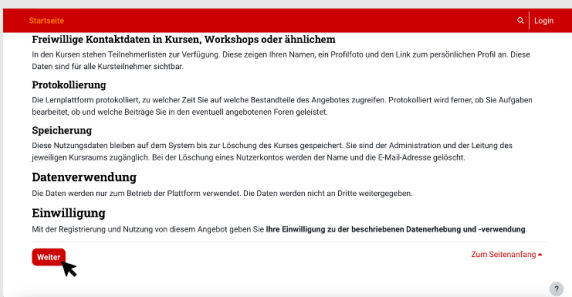 Startseite
Login
Freiwillige Kontaktdaten in Kursen, Workshops oder ähnlichem
In den Kursen stehen Teilnehmerlisten zur Verfügung. Diese zeigen Ihren Namen, ein Profilfoto und den Link zum persönlichen Profil an. Diese
Daten sind für alle Kursteilnehmer sichtbar.
Protokollierung
Die Lernplattform protokolliert, zu welcher Zeit Sie auf welche Bestandteile des Angebotes zugreifen. Protokolliert wird ferner, ob Sie Aufgaben
bearbeitet, ob und welche Beiträge Sie in den eventuell angebotenen Foren geleistet.
Speicherung
Diese Nutzungsdaten bleiben auf dem System bis zur Löschung des Kurses gespeichert. Sie sind der Administration und der Leitung des
jeweiligen Kursraums zugänglich. Bei der Löschung eines Nutzerkontos werden der Name und die E-Mail-Adresse gelöscht.
Datenverwendung
Die Daten werden nur zum Betrieb der Plattform verwendet. Die Daten werden nicht an Dritte weitergegeben.
Einwilligung
Mit der Registrierung und Nutzung von diesem Angebot geben Sie Ihre Einwilligung zu der beschriebenen Datenerhebung und -verwendung.
Weiter
Zum Seitenanfang
?